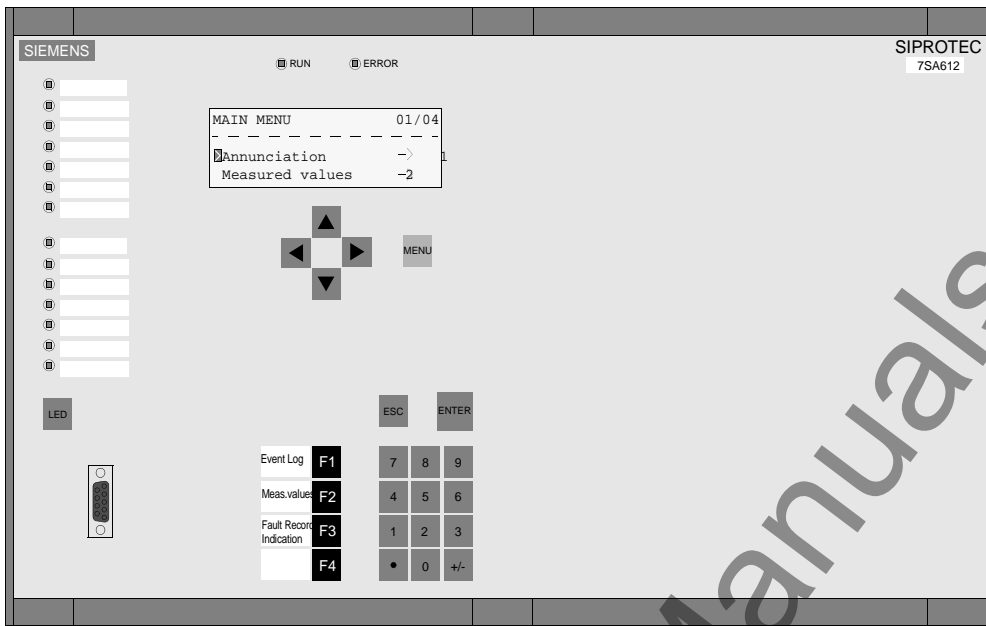 SIEMENS
SIPROTEC
7SA612
RUN
ERROR
MAIN MENU 01/04
Annunciation –> 1
Measured values –2
MENU
LED
ESC
ENTER
Event Log F1
7 8 9
Meas.values F2
4 5 6
Fault Record
Indication
F3
1 2 3
F4
• 0 +/-
Manuals